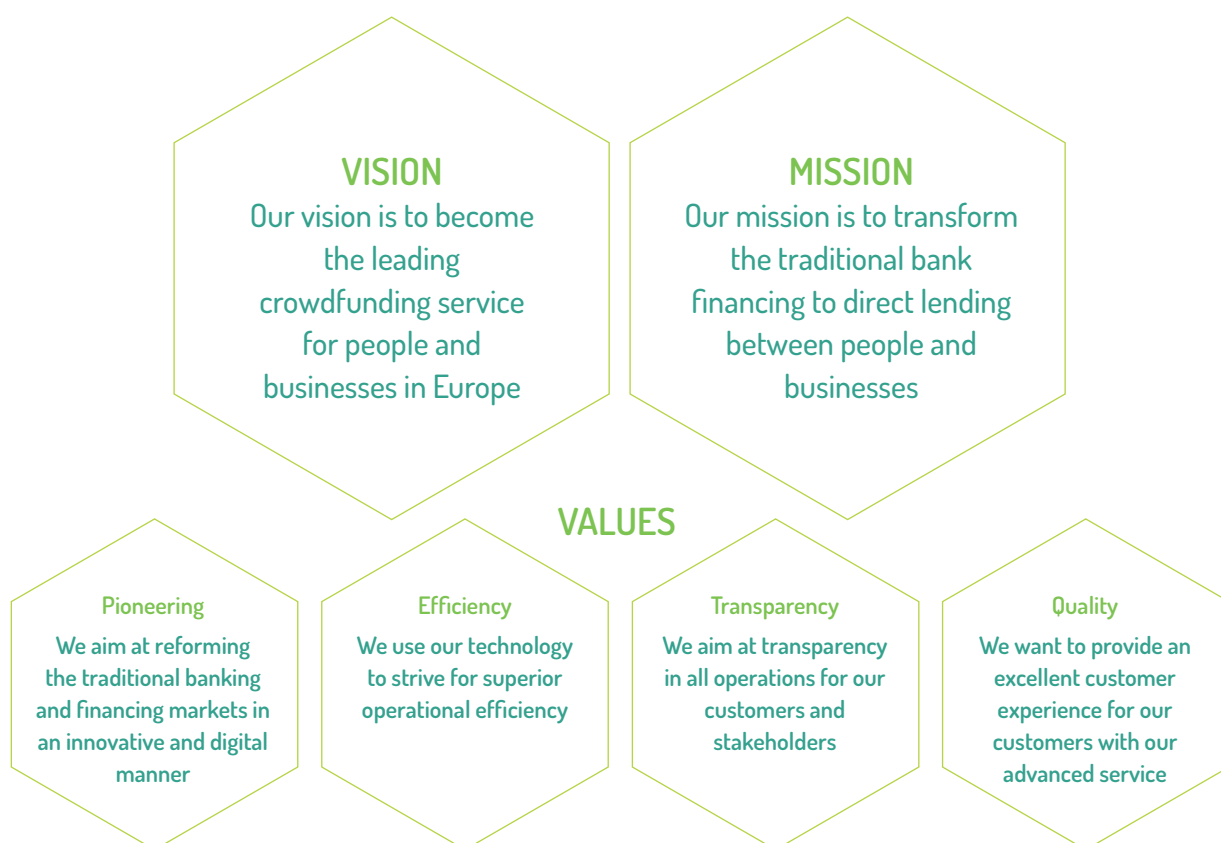 VISION
Our vision is to become
the leading
crowdfunding service
for people and
businesses in Europe
MISSION
Our mission is to transform
the traditional bank
financing to direct lending
between people and
businesses
VALUES
Pioneering
We aim at reforming
the traditional banking
and financing markets in
an innovative and digital
manner
Efficiency
We use our technology
to strive for superior
operational efficiency
Transparency
We aim at transparency
in all operations for our
customers and
stakeholders
Quality
We want to provide an
excellent customer
experience for our
customers with our
advanced service